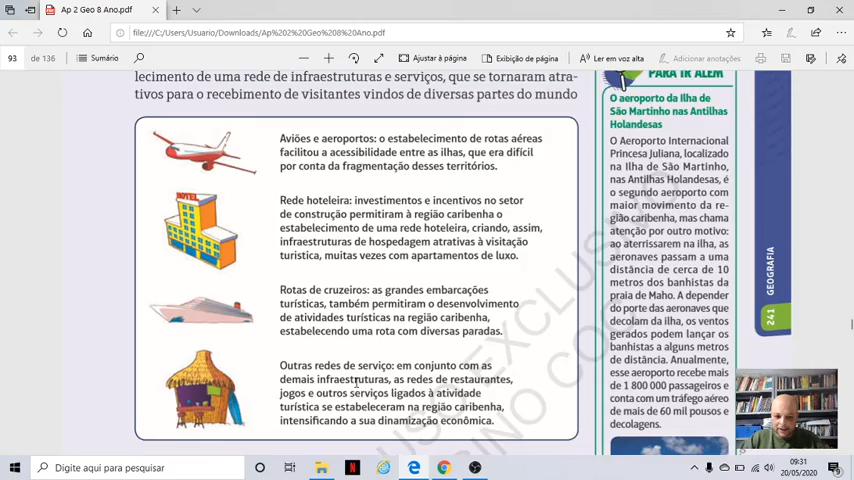 Ap 2 Geo 8 Ano.pdf
file:///C:/Users/Usuario/Downloads/Ap%202%20Geo%208%20Ano.pdf
93 de 136
Sumário
Ajustar à página
Exibição de página
Ler em voz alta
Adicionar anotações
lecimento de uma rede de infraestruturas e serviços, que se tornaram atra-
tivos para o recebimento de visitantes vindos de diversas partes do mundo
Aviões e aeroportos: o estabelecimento de rotas aéreas
facilitou a acessibilidade entre as ilhas, que era difícil
por conta da fragmentação desses territórios.
Rede hoteleira: investimentos e incentivos no setor
de construção permitiram à região caribenha o
estabelecimento de uma rede hoteleira, criando, assim,
infraestruturas de hospedagem atrativas à visitação
turistica, muitas vezes com apartamentos de luxo.
Rotas de cruzeiros: as grandes embarcações
turísticas, também permitiram o desenvolvimento
de atividades turísticas na região caribenha,
estabelecendo uma rota com diversas paradas.
Outras redes de serviço: em conjunto com as
demais infraestruturas, as redes de restaurantes,
jogos e outros serviços ligados à atividade
turística se estabeleceram na região caribenha,
intensificando a sua dinamização econômica.
PARA IR ALÉM
O aeroporto da Ilha de
São Martinho nas Antilhas
Holandesas
O Aeroporto Internacional
Princesa Juliana, localizado
na Ilha de São Martinho,
nas Antilhas Holandesas, é
o segundo aeroporto com
maior movimento da re-
gião caribenha, mas chama
atenção por outro motivo:
ao aterrissarem na ilha, as
aeronaves passam a uma
distância de cerca de 10
metros dos banhistas da
praia de Maho. A depender
do porte das aeronaves que
decolam da ilha, os ventos
gerados podem lançar os
banhistas a alguns metros
de distância. Anualmente,
esse aeroporto recebe mais
de 1 800 000 passageiros e
conta com um tráfego aéreo
de mais de 60 mil pousos e
decolagens.
GEOGRAFIA
241
Digite aqui para pesquisar
09:31
20/05/2020